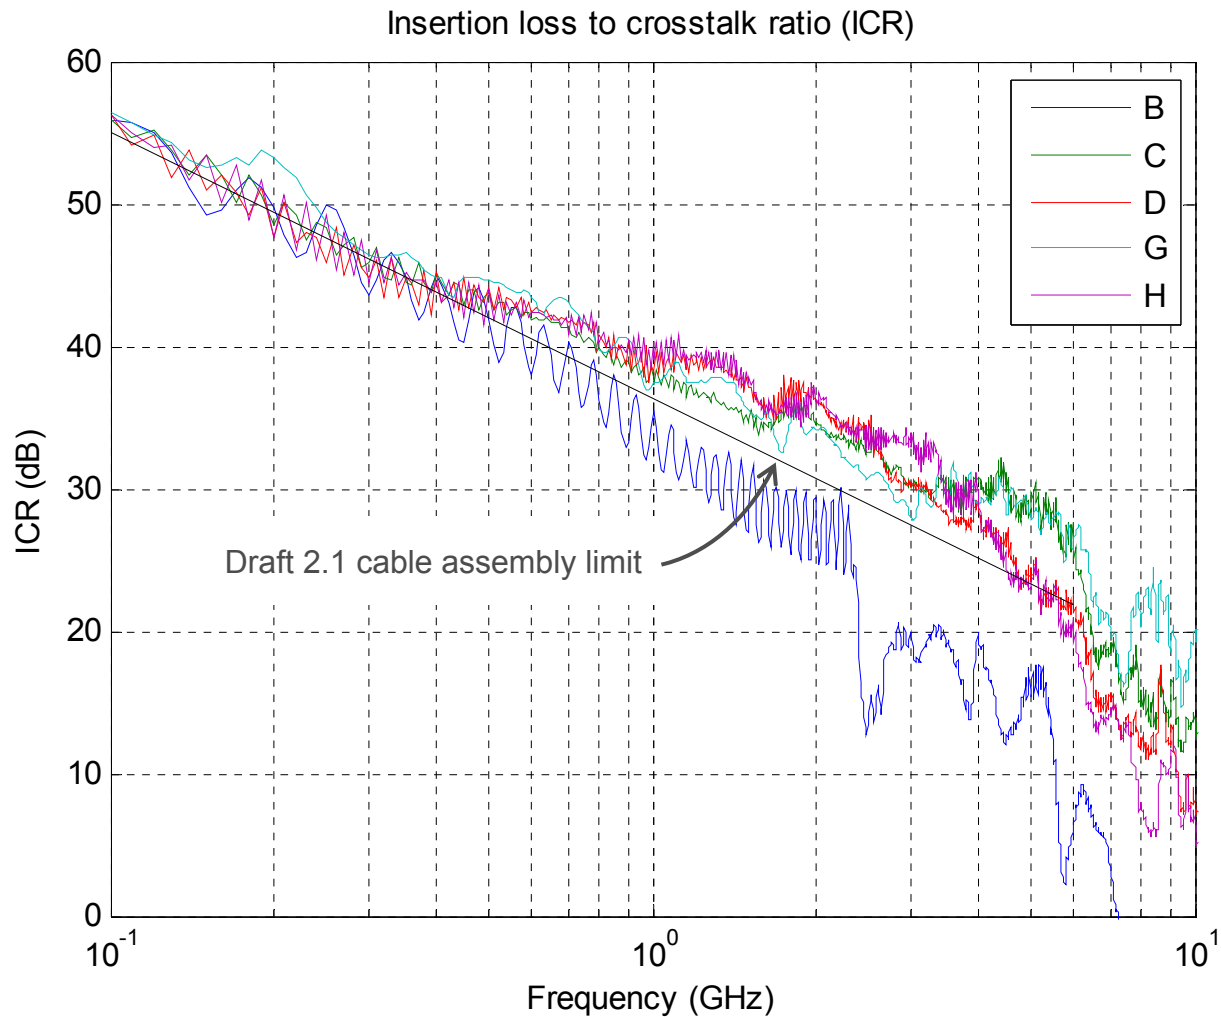 Insertion loss to crosstalk ratio (ICR)
60
50
40
30
20
10
0
ICR (dB)
B
C
D
G
H
Draft 2.1 cable assembly limit
10^-1
10^0
10^1
Frequency (GHz)